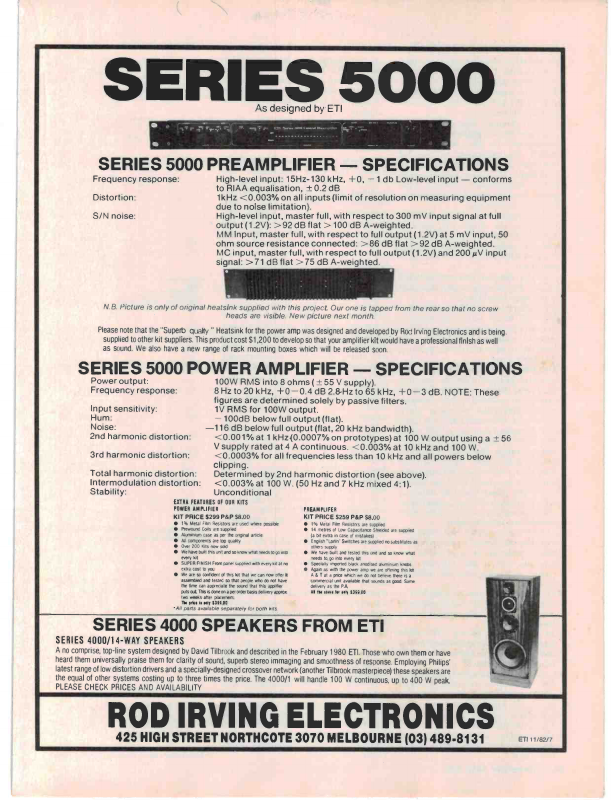 SERIES 5000
As designed by ETI
SERIES 5000 PREAMPLIFIER — SPECIFICATIONS
Frequency response: High-level input: 15Hz-130 kHz, +0, −1 db Low-level input — conforms
to RIAA equalisation, ±0.2 dB
Distortion: 1kHz <0.003% on all inputs (limit of resolution on measuring equipment
due to noise limitation).
S/N noise: High-level input, master full, with respect to 300 mV input signal at full
output (1.2V): >92 dB flat >100 dB A-weighted.
MM Input, master full, with respect to full output (1.2V) at 5 mV input, 50
ohm source resistance connected: >86 dB flat >92 dB A-weighted.
MC input, master full, with respect to full output (1.2V) and 200 μV input
signal: >71 dB flat >75 dB A-weighted.
N.B. Picture is only of original heatsink supplied with this project. Our one is tapped from the rear so that no screw
heads are visible. New picture next month.
Please note that the "Superb quality" Heatsink for the power amp was designed and developed by Rod Irving Electronics and is being
supplied to other kit suppliers. This product cost $1,200 to develop so that your amplifier kit would have a professional finish as well
as sound. We also have a new range of rack mounting boxes which will be released soon.
SERIES 5000 POWER AMPLIFIER — SPECIFICATIONS
Power output: 100W RMS into 8 ohms (±55 V supply).
Frequency response: 8 Hz to 20 kHz, +0−0.4 dB 2.8-Hz to 65 kHz, +0−3 dB. NOTE: These
figures are determined solely by passive filters.
Input sensitivity: 1V RMS for 100W output.
Hum: −100dB below full output (flat).
Noise: −116 dB below full output (flat, 20 kHz bandwidth).
2nd harmonic distortion: <0.001% at 1 kHz (0.0007% on prototypes) at 100 W output using a ±56
V supply rated at 4 A continuous. <0.003% at 10 kHz and 100 W.
3rd harmonic distortion: <0.0003% for all frequencies less than 10 kHz and all powers below
clipping.
Total harmonic distortion: Determined by 2nd harmonic distortion (see above).
Intermodulation distortion: <0.003% at 100 W. (50 Hz and 7 kHz mixed 4:1).
Stability: Unconditional
EXTRA FEATURES OF OUR KITS
POWER AMPLIFIER
KIT PRICE $299 P&P $8.00
● 1% Metal Film Resistors are used where possible
● Prewound Coils are supplied
● Aluminium case as per the original article
● All components are top quality
● Over 200 Kits now sold
● We have built this unit and so know what needs to go into
every kit
● SUPER FINISH Front panel supplied with every kit at no
extra cost to you
● We are so confident of this kit that we can now offer it
assembled and tested so that people who do not have
the time can appreciate the sound that this amplifier
puts out. This is done on a per order basis delivery approx
two weeks after placement.
PREAMPLIFER
KIT PRICE $259 P&P $8.00
● 1% Metal Film Resistors are supplied
● 14 metres of Low Capacitance Shielded are supplied
(a bit extra in case of mistakes)
● English "Lorlin" Switches are supplied no substitutes as
others supply
● We have built and tested this unit and so know what
needs to go into every kit
● Specially imported black anodised aluminium knobs
● Again as with the power amp we are offering this kit
A & T at a price which we do not believe there is a
commercial unit available that sounds as good. Same
delivery as the P.A.
*All parts available separately for both kits
SERIES 4000 SPEAKERS FROM ETI
SERIES 4000/14-WAY SPEAKERS
A no comprise, top-line system designed by David Tilbrook and described in the February 1980 ETI. Those who own them or have
heard them universally praise them for clarity of sound, superb stereo imaging and smoothness of response. Employing Philips'
latest range of low distortion drivers and a specially-designed crossover network (another Tilbrook masterpiece) these speakers are
the equal of other systems costing up to three times the price. The 4000/1 will handle 100 W continuous, up to 400 W peak.
PLEASE CHECK PRICES AND AVAILABILITY
ROD IRVING ELECTRONICS
425 HIGH STREET NORTHCOTE 3070 MELBOURNE (03) 489-8131
ETI 11/82/7